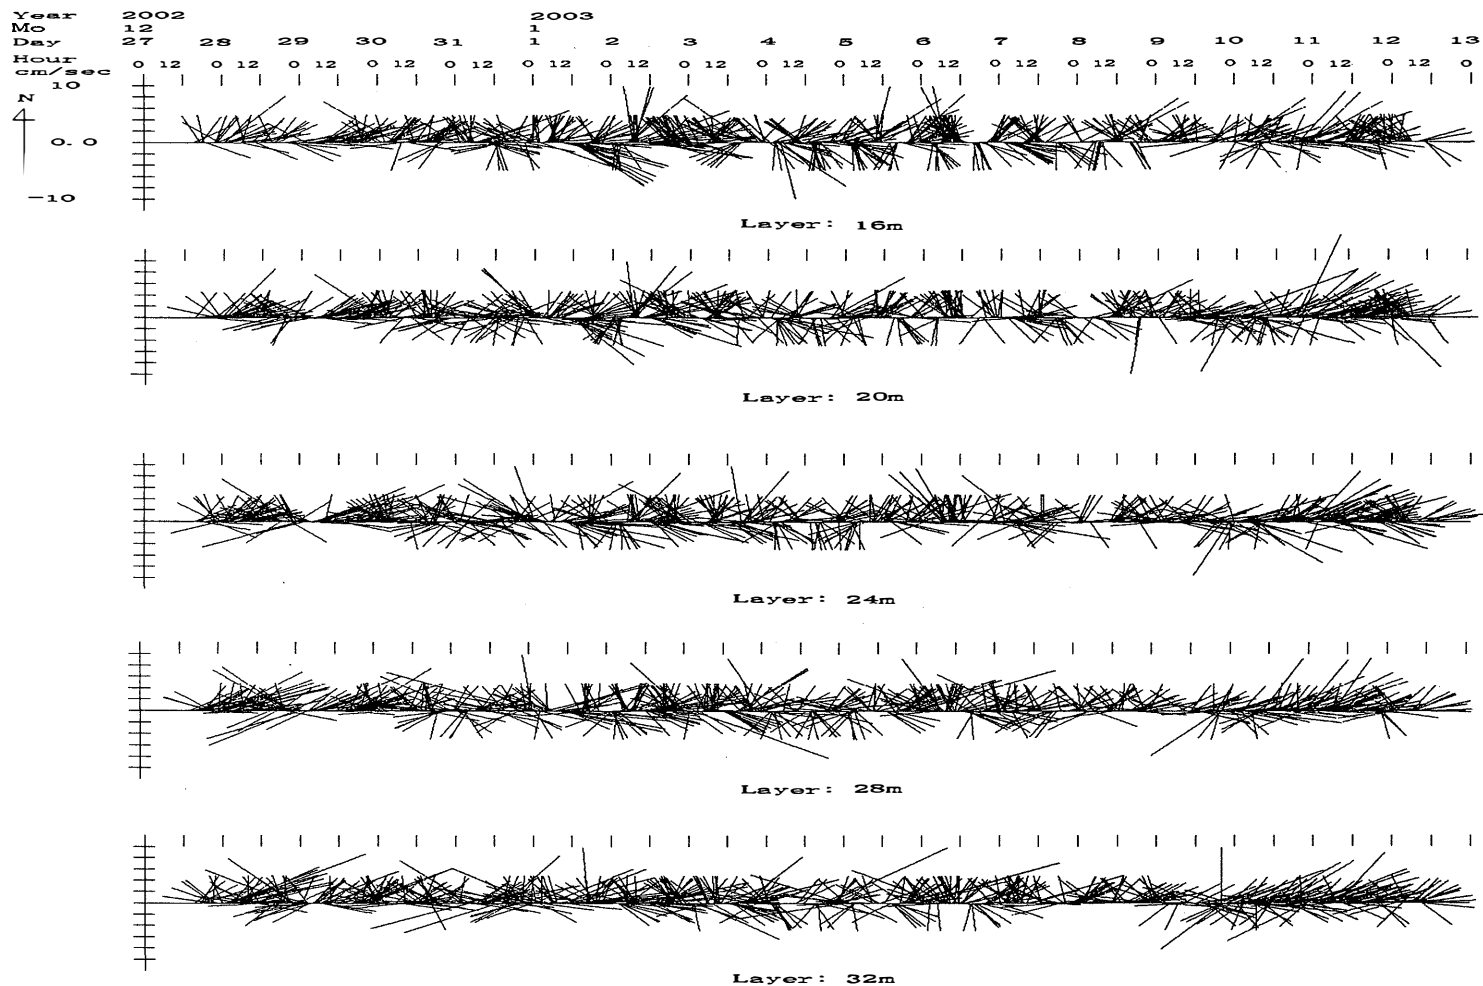 Year 2002 2003
Mo 12 1
Day 27 28 29 30 31 1 2 3 4 5 6 7 8 9 10 11 12 13
Hour 0 12 0 12 0 12 0 12 0 12 0 12 0 12 0 12 0 12 0 12 0 12 0 12 0 12 0 12 0 12 0 12 0 12 0
cm/sec
10
N
0.0
-10
Layer: 16m
Layer: 20m
Layer: 24m
Layer: 28m
Layer: 32m